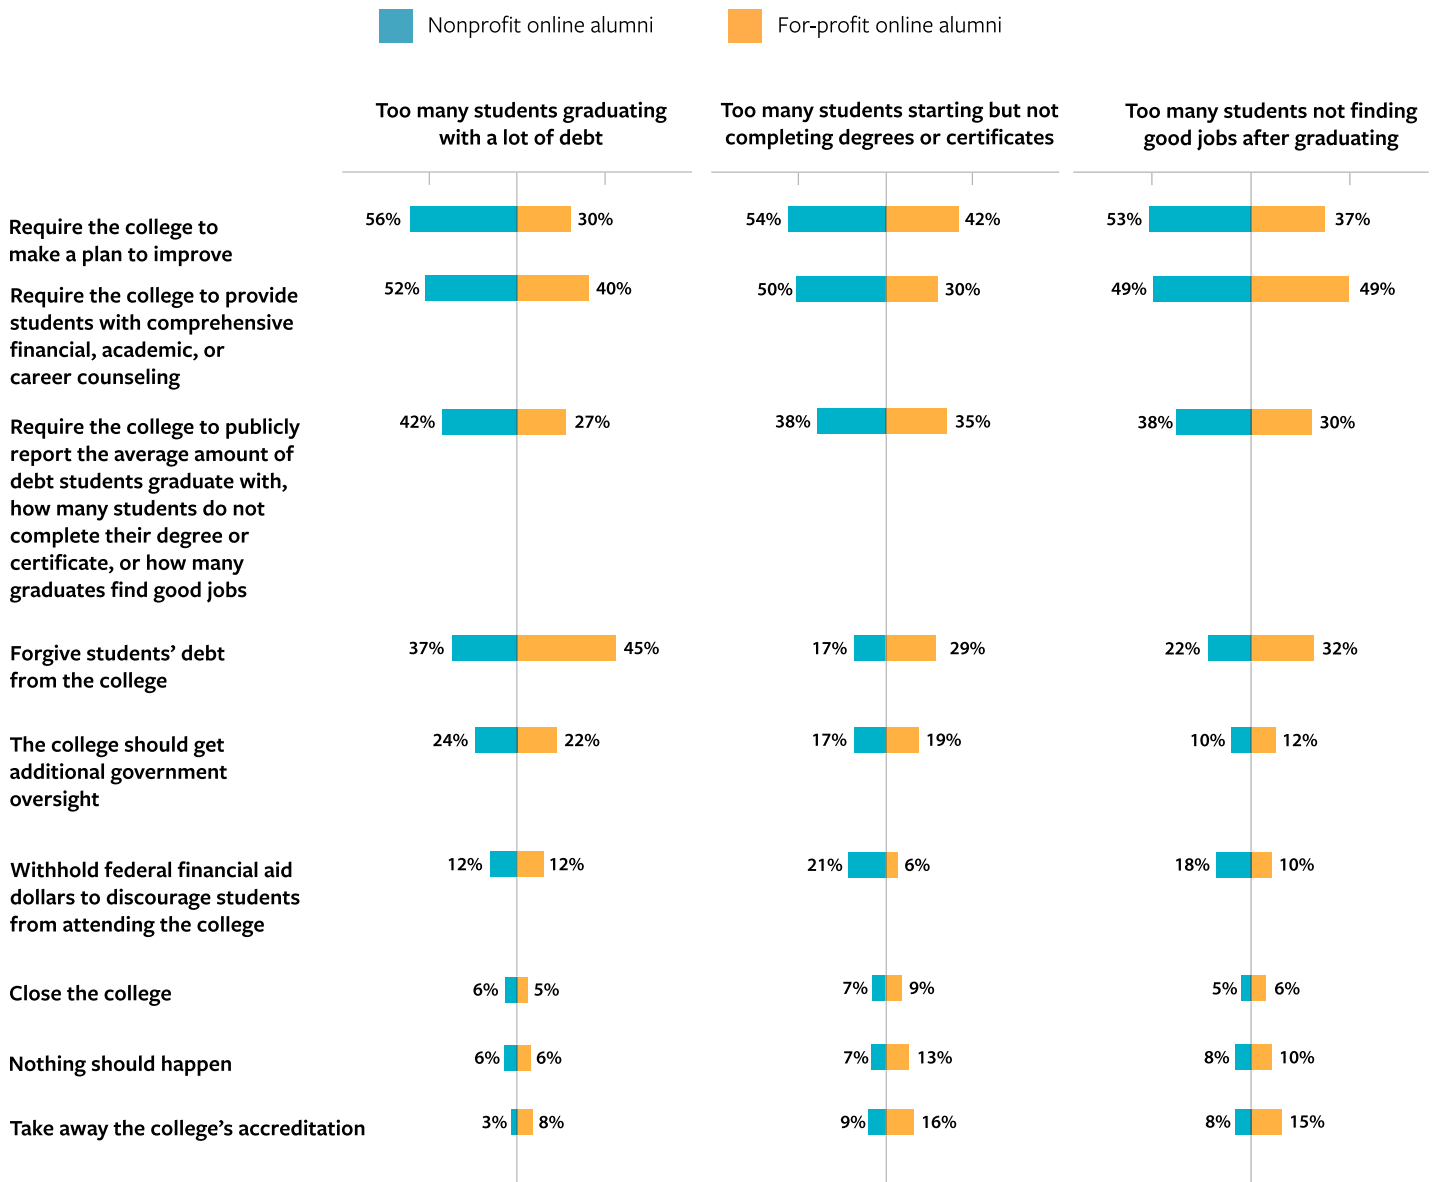 Nonprofit online alumni
For-profit online alumni
Too many students graduating
with a lot of debt
Too many students starting but not
completing degrees or certificates
Too many students not finding
good jobs after graduating
Require the college to
make a plan to improve
56%
30%
54%
42%
53%
37%
Require the college to provide
students with comprehensive
financial, academic, or
career counseling
52%
40%
50%
30%
49%
49%
Require the college to publicly
report the average amount of
debt students graduate with,
how many students do not
complete their degree or
certificate, or how many
graduates find good jobs
42%
27%
38%
35%
38%
30%
Forgive students’ debt
from the college
37%
45%
17%
29%
22%
32%
The college should get
additional government
oversight
24%
22%
17%
19%
10%
12%
Withhold federal financial aid
dollars to discourage students
from attending the college
12%
12%
21%
6%
18%
10%
Close the college
6%
5%
7%
9%
5%
6%
Nothing should happen
6%
6%
7%
13%
8%
10%
Take away the college’s accreditation
3%
8%
9%
16%
8%
15%